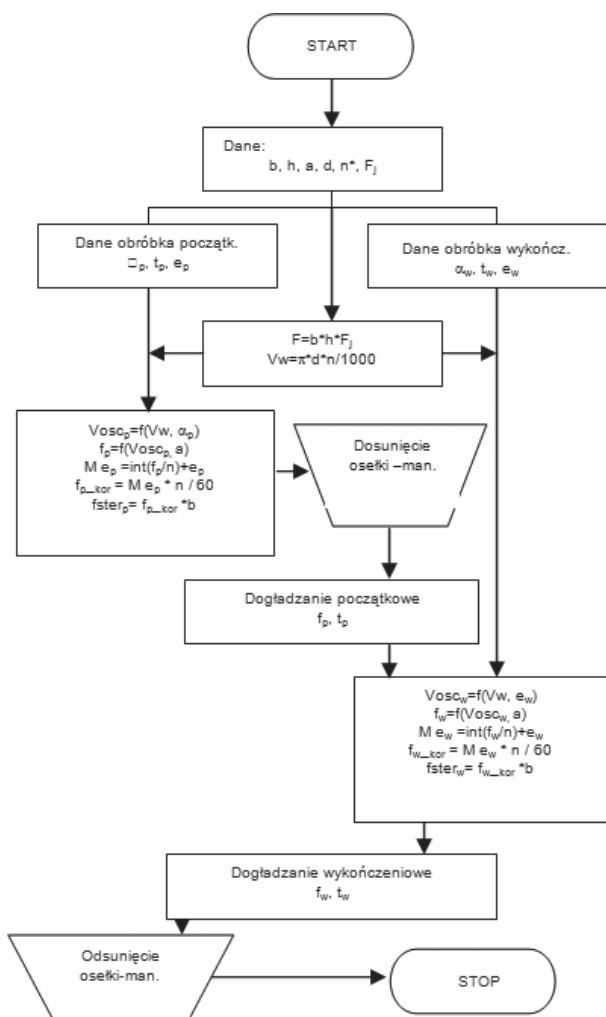 START
Dane:
b, h, a, d, n*, Fj
Dane obróbka początk.
□p, tp, ep
Dane obróbka wykończ.
αw, tw, ew
F=b*h*Fj
Vw=π*d*n/1000
Voscp=f(Vw, αp)
fp=f(Voscp, a)
M ep =int(fp/n)+ep
fp_kor = M ep * n / 60
fsterp= fp_kor *b
Dosunięcie
osełki –man.
Dogładzanie początkowe
fp, tp
Voscw=f(Vw, ew)
fw=f(Voscw, a)
M ew =int(fw/n)+ew
fw_kor = M ew * n / 60
fsterw= fw_kor *b
Dogładzanie wykończeniowe
fw, tw
Odsunięcie
osełki-man.
STOP